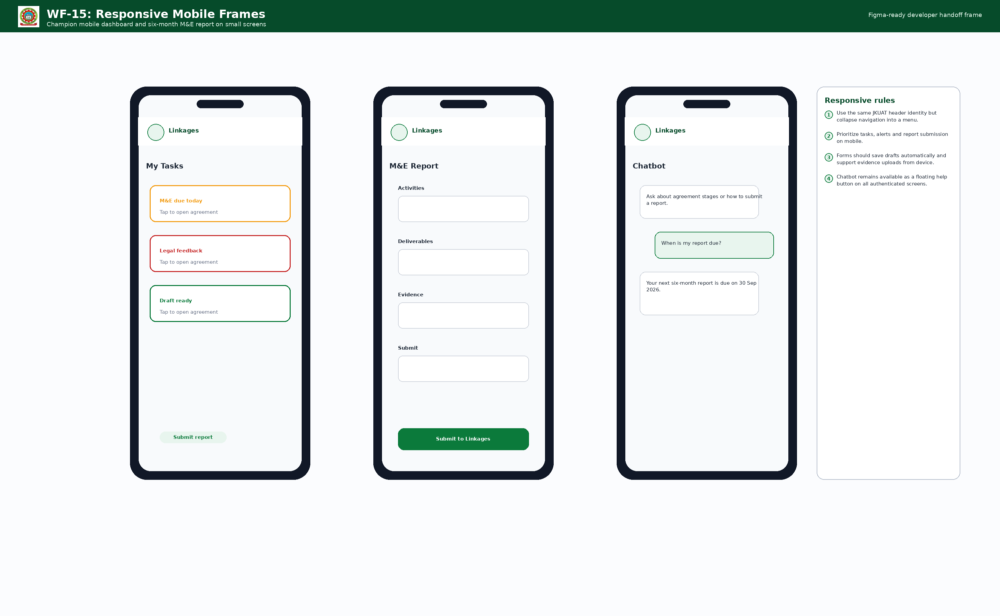 WF-15: Responsive Mobile Frames
Champion mobile dashboard and six-month M&E report on small screens
Figma-ready developer handoff frame
Linkages
My Tasks
M&E due today
Tap to open agreement
Legal feedback
Tap to open agreement
Draft ready
Tap to open agreement
Submit report
Linkages
M&E Report
Activities
Deliverables
Evidence
Submit
Submit to Linkages
Linkages
Chatbot
Ask about agreement stages or how to submit
a report.
When is my report due?
Your next six-month report is due on 30 Sep
2026.
Responsive rules
1 Use the same JKUAT header identity but
collapse navigation into a menu.
2 Prioritize tasks, alerts and report submission
on mobile.
3 Forms should save drafts automatically and
support evidence uploads from device.
4 Chatbot remains available as a floating help
button on all authenticated screens.